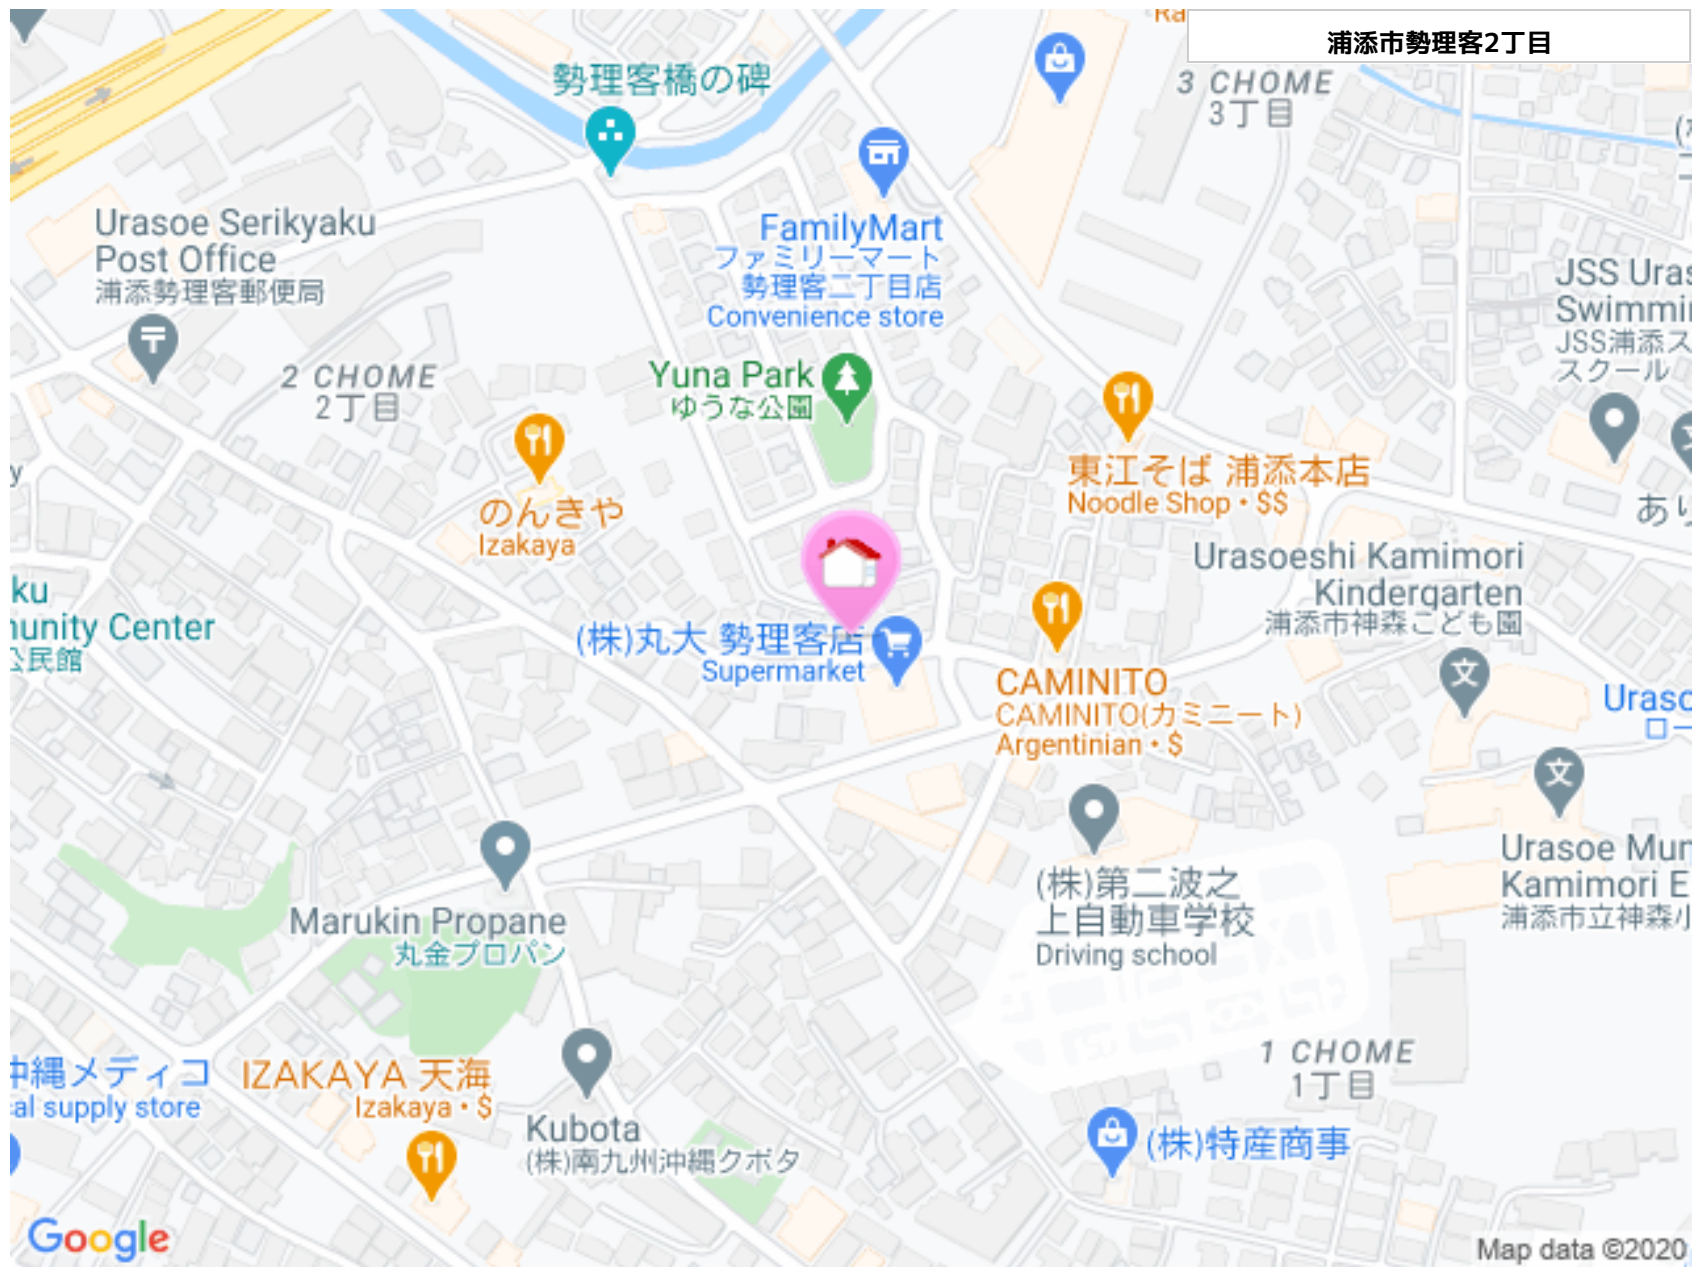 浦添市勢理客2丁目
勢理客橋の碑
3 CHOME
3丁目
Urasoe Serikyaku
Post Office
浦添勢理客郵便局
FamilyMart
ファミリーマート
勢理客二丁目店
Convenience store
JSS Uras
Swimmi
JSS浦添ス
スクール
2 CHOME
2丁目
Yuna Park
ゆうな公園
東江そば 浦添本店
Noodle Shop • $$
のんきや
Izakaya
あり
Urasoeshi Kamimori
Kindergarten
浦添市神森こども園
ku
unity Center
公民館
(株)丸大 勢理客店
Supermarket
CAMINITO
CAMINITO(カミニート)
Argentinian • $
Uraso
ロー
(株)第二波之
上自動車学校
Driving school
Urasoe Mun
Kamimori E
浦添市立神森小
Marukin Propane
丸金プロパン
1 CHOME
1丁目
沖縄メディコ
al supply store
IZAKAYA 天海
Izakaya • $
Kubota
(株)南九州沖縄クボタ
(株)特産商事
Google
Map data ©2020